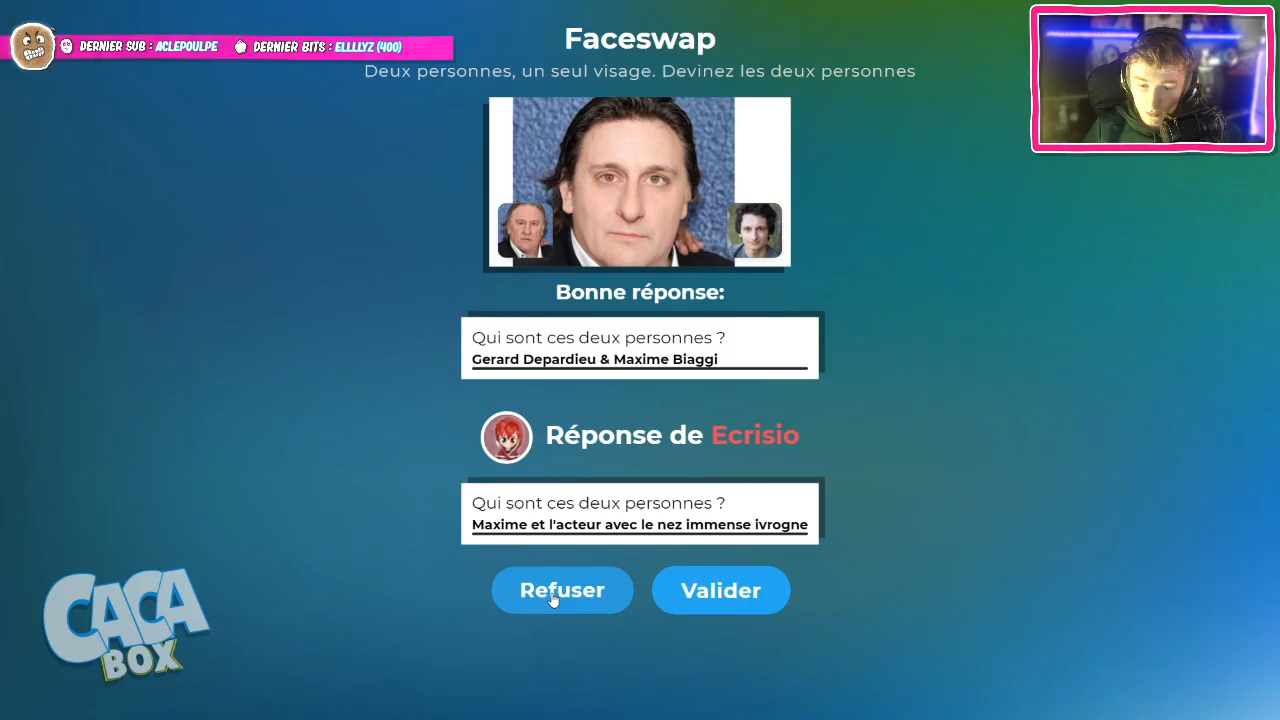 DERNIER SUB : ACLEPOULPE DERNIER BITS : ELLLLYZ (400)
Faceswap
Deux personnes, un seul visage. Devinez les deux personnes
Bonne réponse:
Qui sont ces deux personnes ?
Gerard Depardieu & Maxime Biaggi
Réponse de Ecrisio
Qui sont ces deux personnes ?
Maxime et l'acteur avec le nez immense ivrogne
Refuser Valider
CACA
BOX